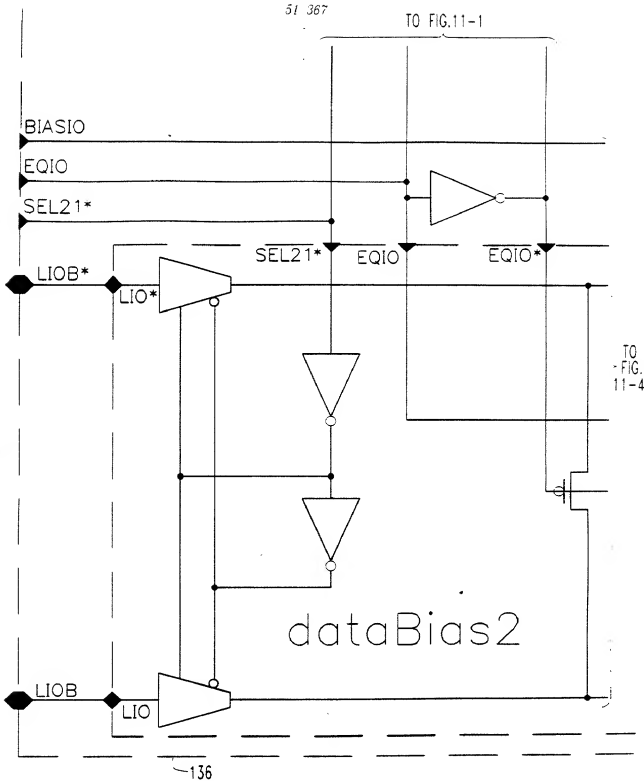 51 367
TO FIG.11-1
BIASIO
EQIO
SEL21*
SEL21*
EQIO
EQIO*
LIOB*
LIO*
TO
FIG.
11-4
dataBias2
LIOB
LIO
136